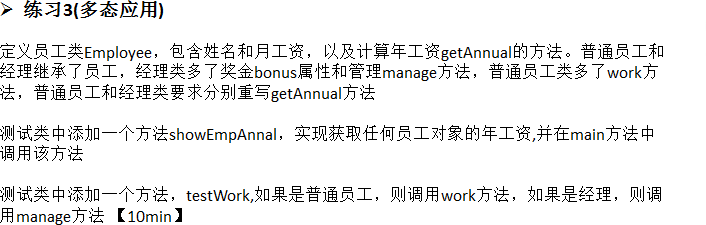 ➢ 练习3(多态应用)
定义员工类Employee，包含姓名和月工资，以及计算年工资getAnnual的方法。普通员工和
经理继承了员工，经理类多了奖金bonus属性和管理manage方法，普通员工类多了work方
法，普通员工和经理类要求分别重写getAnnual方法
测试类中添加一个方法showEmpAnnal，实现获取任何员工对象的年工资,并在main方法中
调用该方法
测试类中添加一个方法，testWork,如果是普通员工，则调用work方法，如果是经理，则调
用manage方法 【10min】